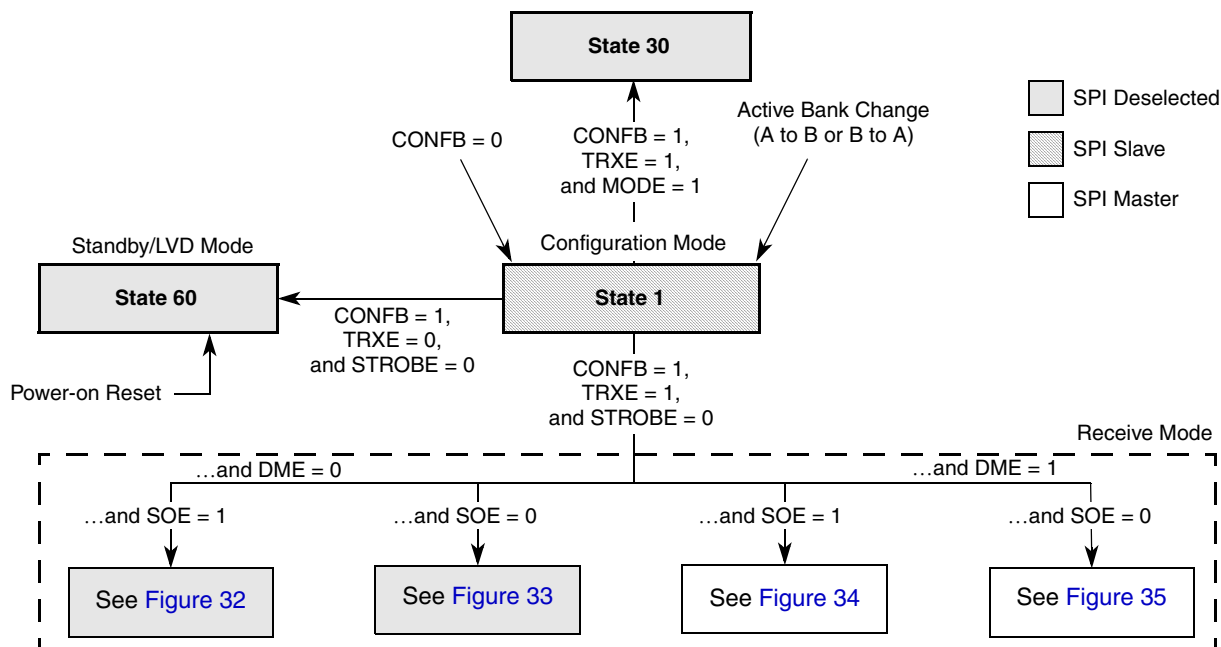 State 30
SPI Deselected
SPI Slave
SPI Master
CONFB = 0
CONFB = 1,
TRXE = 1,
and MODE = 1
Active Bank Change
(A to B or B to A)
Standby/LVD Mode
Configuration Mode
State 60
State 1
CONFB = 1,
TRXE = 0,
and STROBE = 0
Power-on Reset
CONFB = 1,
TRXE = 1,
and STROBE = 0
Receive Mode
…and DME = 0
…and DME = 1
…and SOE = 1
…and SOE = 0
…and SOE = 1
…and SOE = 0
See Figure 32
See Figure 33
See Figure 34
See Figure 35